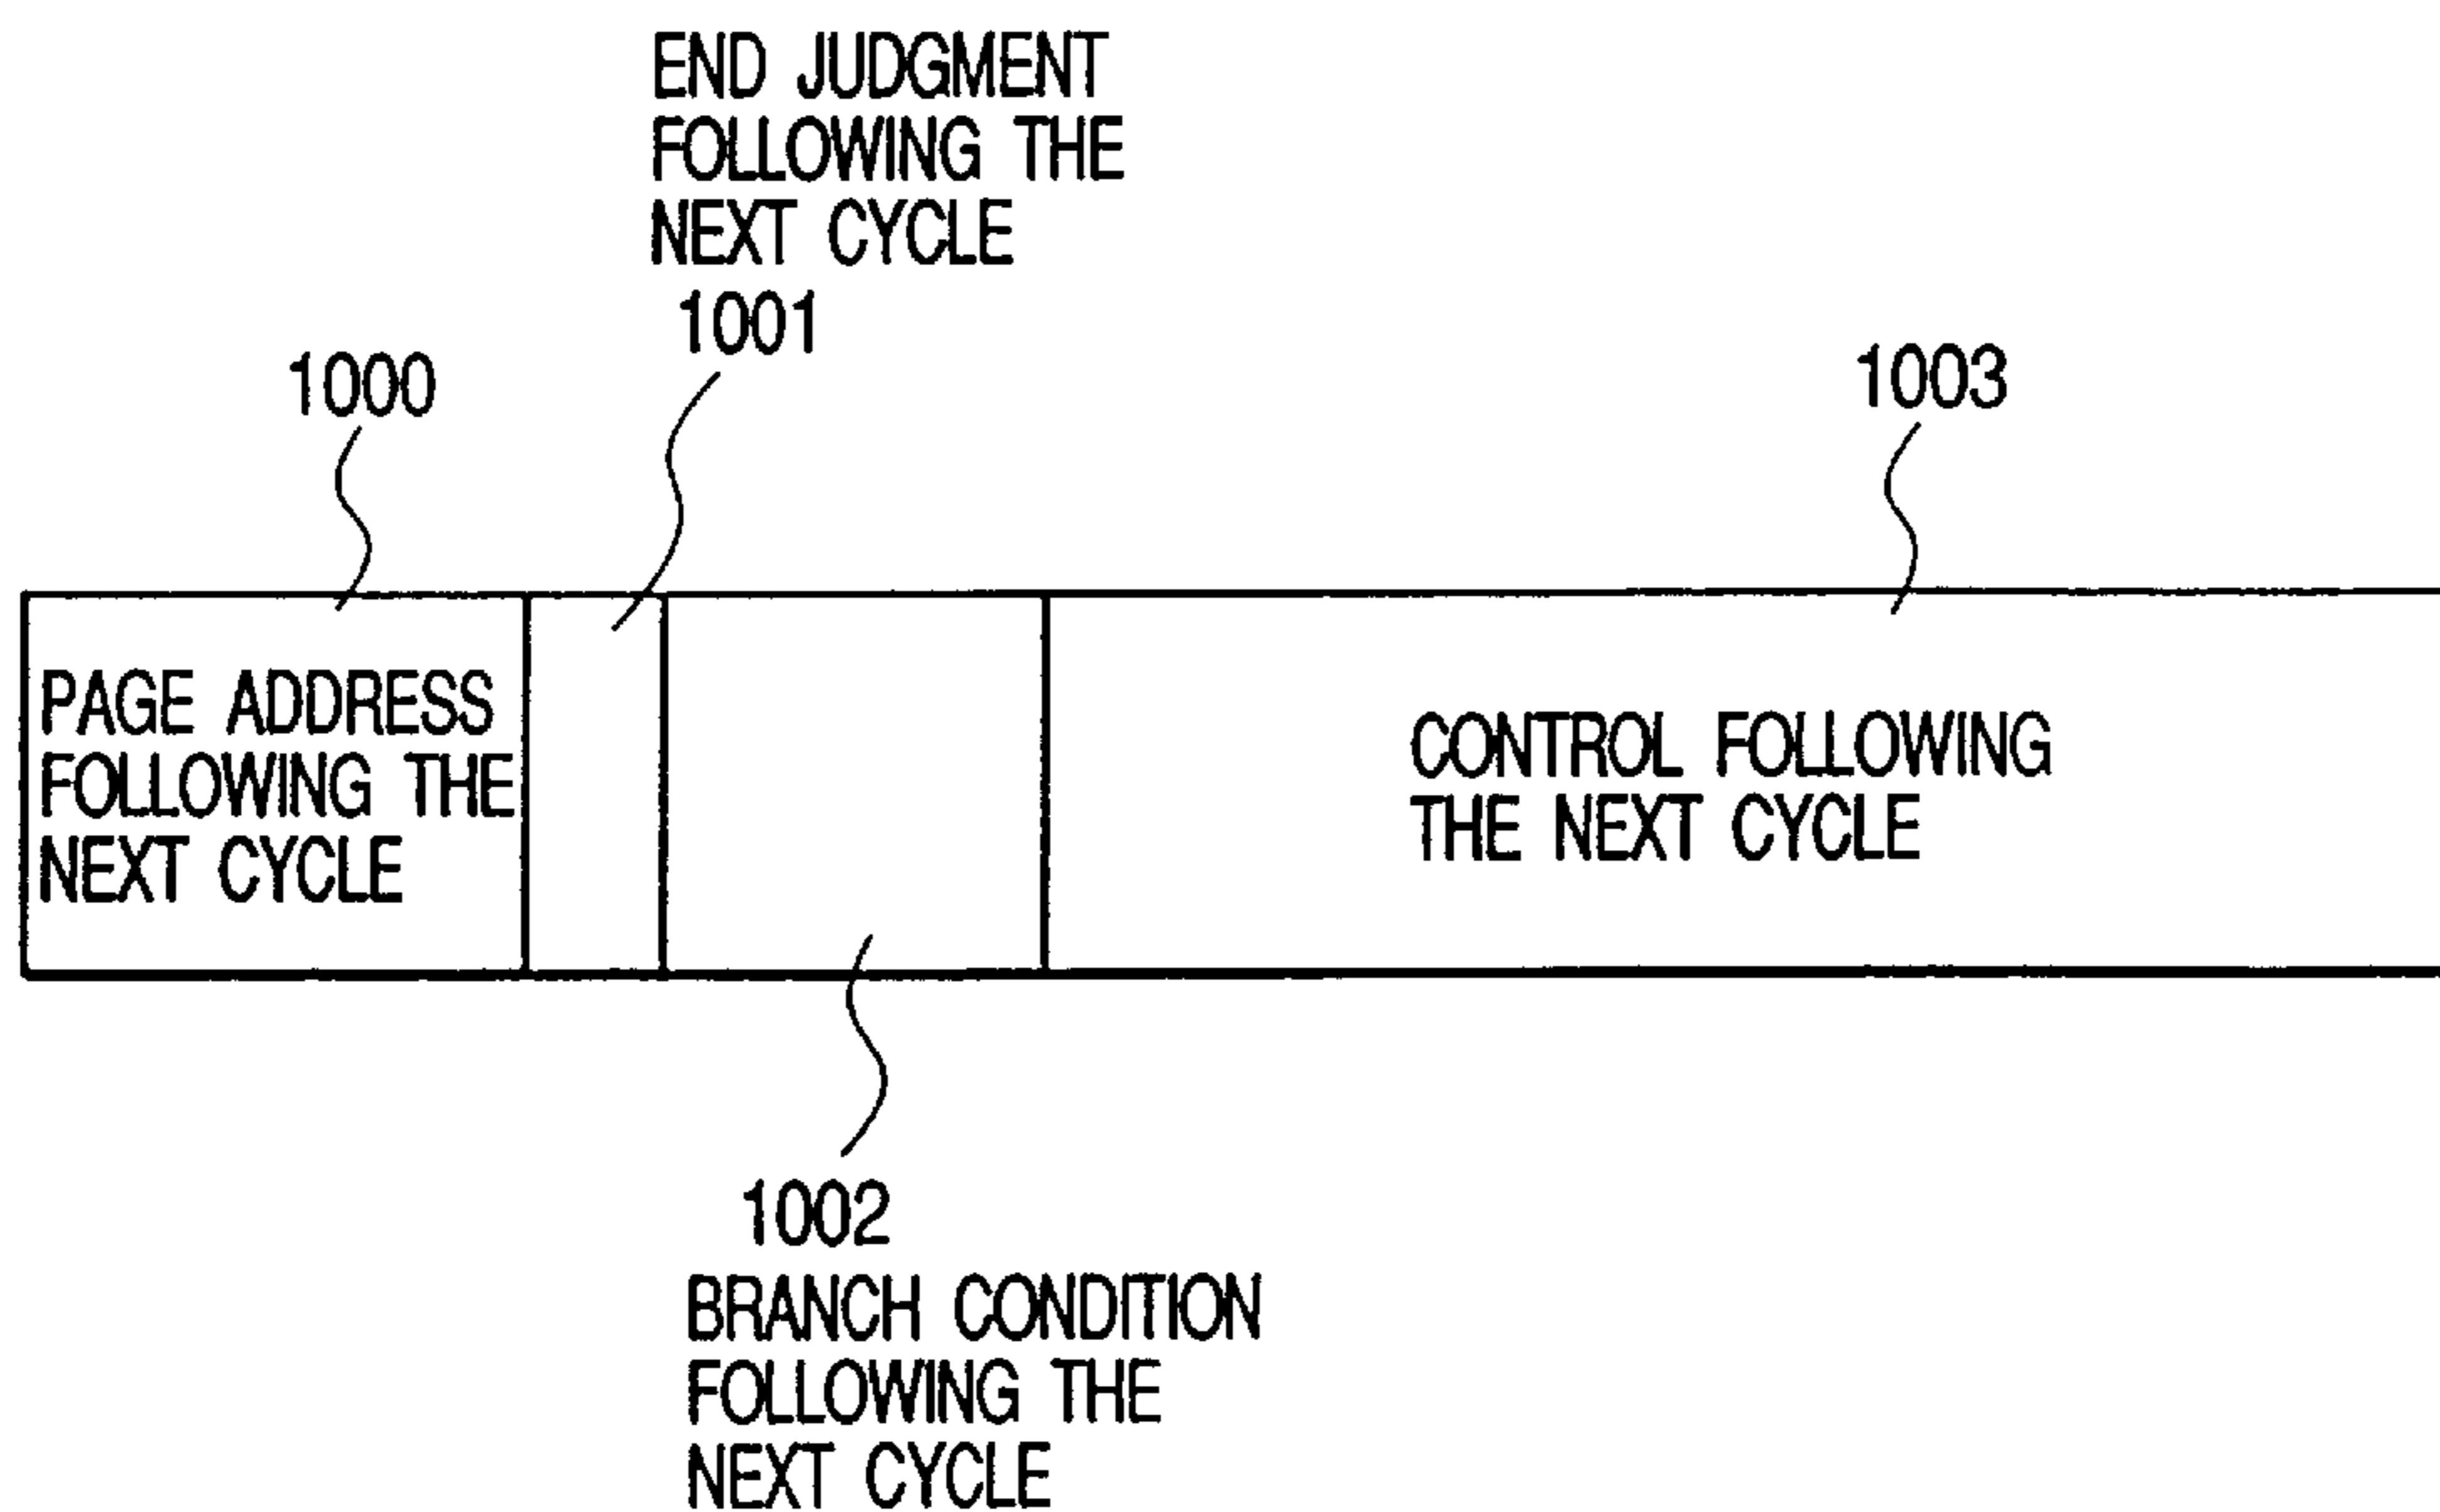 END JUDGMENT
FOLLOWING THE
NEXT CYCLE
1001
1000
1003
PAGE ADDRESS
FOLLOWING THE
NEXT CYCLE
CONTROL FOLLOWING
THE NEXT CYCLE
1002
BRANCH CONDITION
FOLLOWING THE
NEXT CYCLE